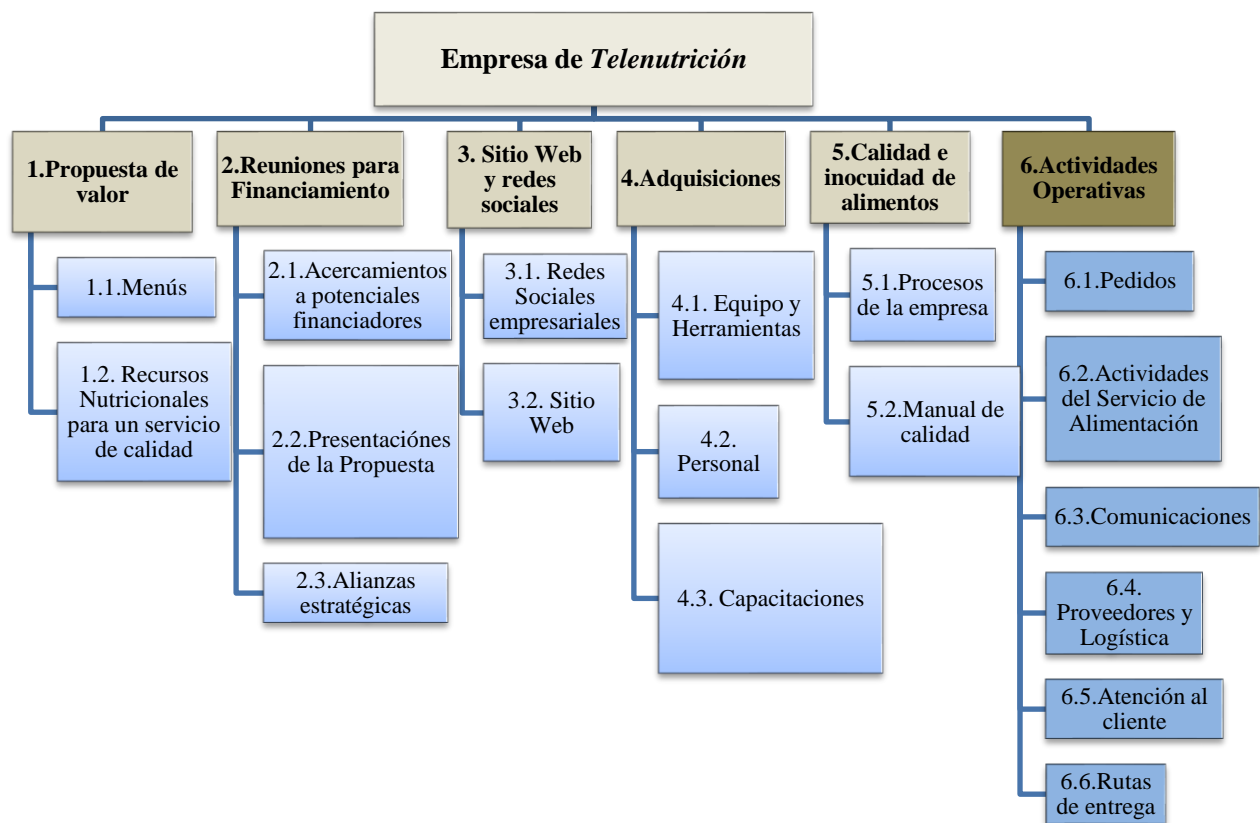 Empresa de Telenutrición
1.Propuesta de
valor
1.1.Menús
1.2. Recursos
Nutricionales
para un servicio
de calidad
2.Reuniones para
Financiamiento
2.1.Acercamientos
a potenciales
financiadores
2.2.Presentaciónes
de la Propuesta
2.3.Alianzas
estratégicas
3. Sitio Web
y redes
sociales
3.1. Redes
Sociales
empresariales
3.2. Sitio
Web
4.Adquisiciones
4.1. Equipo y
Herramientas
4.2.
Personal
4.3. Capacitaciones
5.Calidad e
inocuidad de
alimentos
5.1.Procesos
de la empresa
5.2.Manual de
calidad
6.Actividades
Operativas
6.1.Pedidos
6.2.Actividades
del Servicio de
Alimentación
6.3.Comunicaciones
6.4.
Proveedores y
Logística
6.5.Atención al
cliente
6.6.Rutas
de entrega